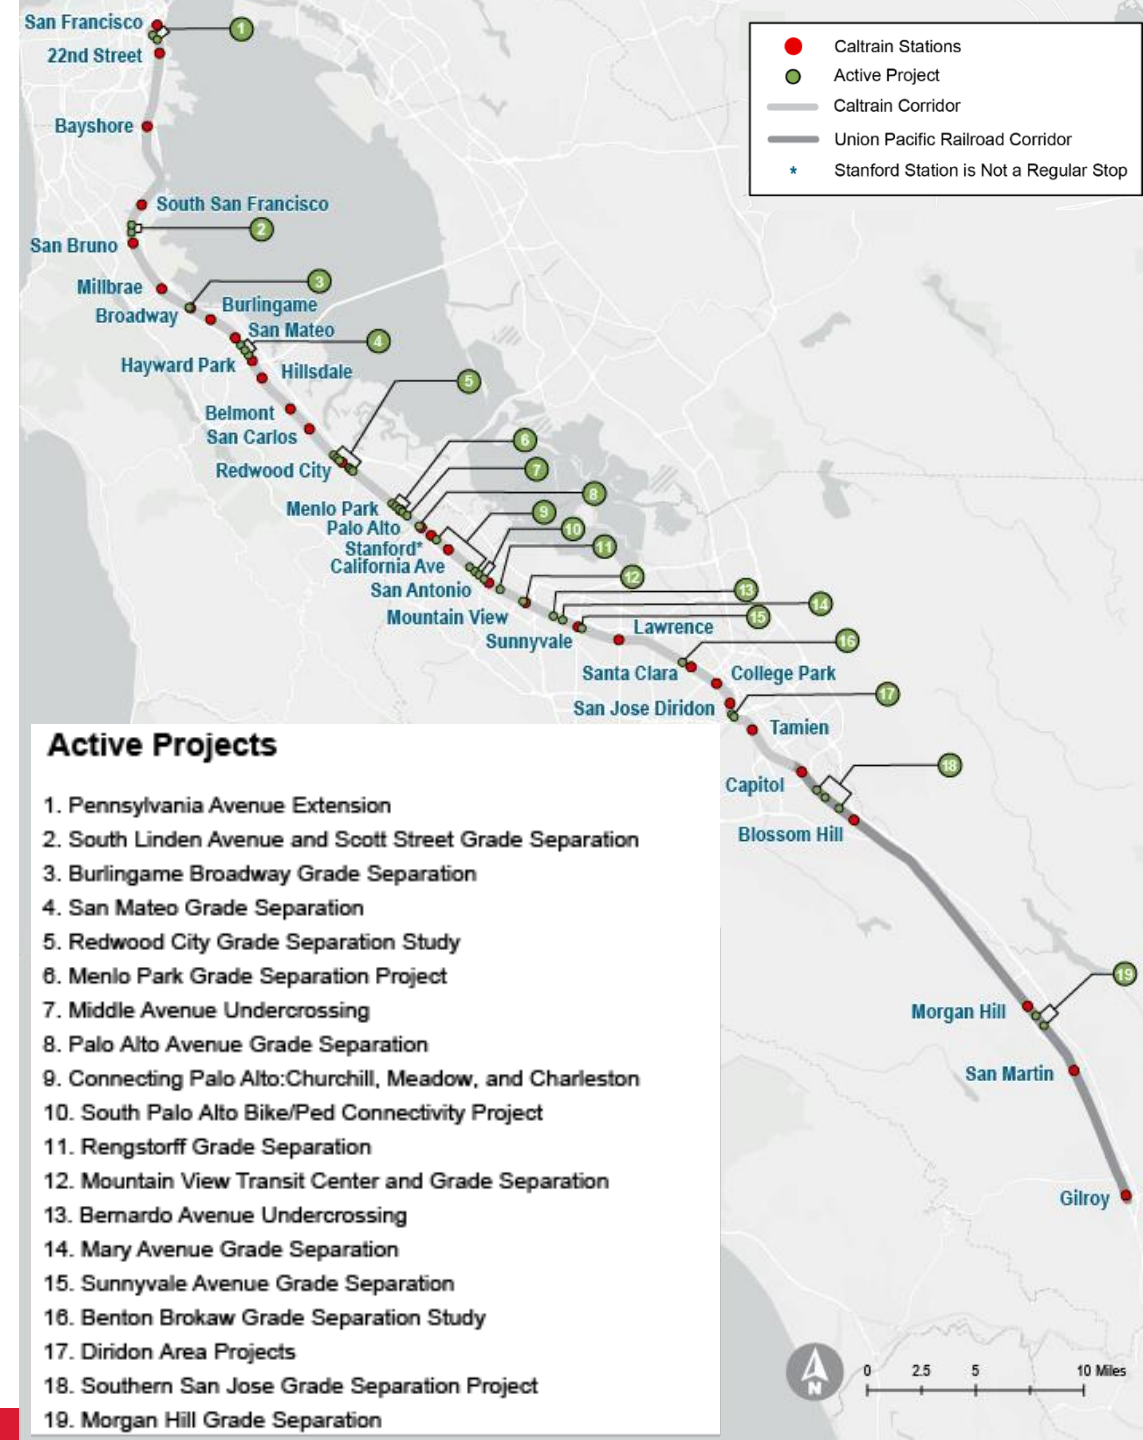 San Francisco
1
22nd Street
Bayshore
South San Francisco
2
San Bruno
Millbrae
3
Broadway
Burlingame
San Mateo
4
Hayward Park
Hillsdale
5
Belmont
San Carlos
6
Redwood City
7
8
Menlo Park
9
Palo Alto
10
Stanford*
11
California Ave
12
San Antonio
13
Mountain View
14
15
Sunnyvale
Lawrence
16
Santa Clara
College Park
17
San Jose Diridon
Tamien
18
Capitol
Blossom Hill
19
Morgan Hill
San Martin
Gilroy
Caltrain Stations
Active Project
Caltrain Corridor
Union Pacific Railroad Corridor
* Stanford Station is Not a Regular Stop
Active Projects
1. Pennsylvania Avenue Extension
2. South Linden Avenue and Scott Street Grade Separation
3. Burlingame Broadway Grade Separation
4. San Mateo Grade Separation
5. Redwood City Grade Separation Study
6. Menlo Park Grade Separation Project
7. Middle Avenue Undercrossing
8. Palo Alto Avenue Grade Separation
9. Connecting Palo Alto:Churchill, Meadow, and Charleston
10. South Palo Alto Bike/Ped Connectivity Project
11. Rengstorff Grade Separation
12. Mountain View Transit Center and Grade Separation
13. Bernardo Avenue Undercrossing
14. Mary Avenue Grade Separation
15. Sunnyvale Avenue Grade Separation
16. Benton Brokaw Grade Separation Study
17. Diridon Area Projects
18. Southern San Jose Grade Separation Project
19. Morgan Hill Grade Separation
N
0 2.5 5 10 Miles